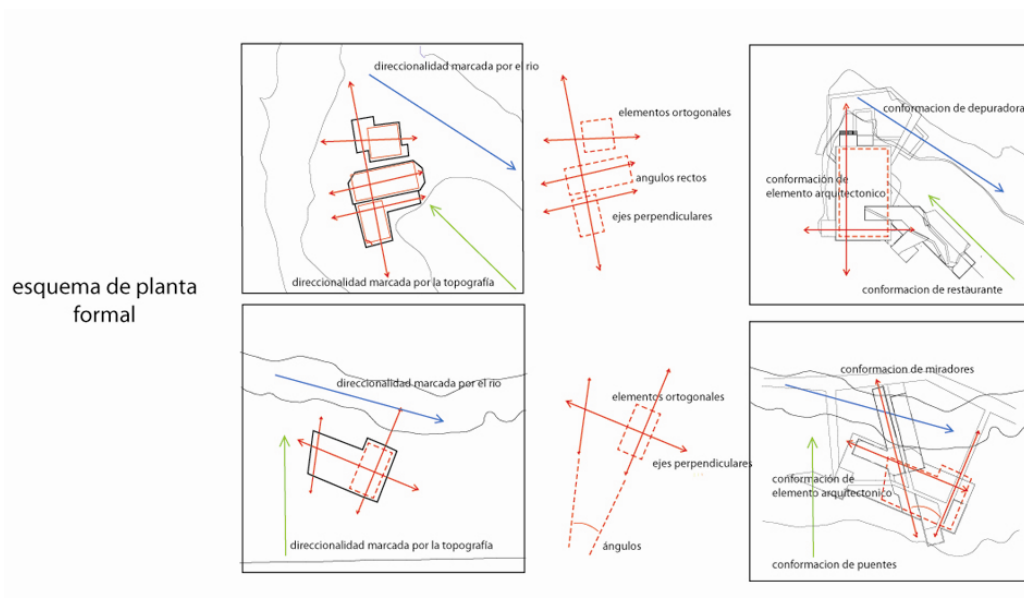 esquema de planta
formal
direccionalidad marcada por el rio
direccionalidad marcada por la topografía
elementos ortogonales
angulos rectos
ejes perpendiculares
conformacion de depuradora
conformación de
elemento arquitectonico
conformacion de restaurante
direccionalidad marcada por el rio
direccionalidad marcada por la topografía
elementos ortogonales
ejes perpendiculares
ángulos
conformacion de miradores
conformación de
elemento arquitectonico
conformacion de puentes